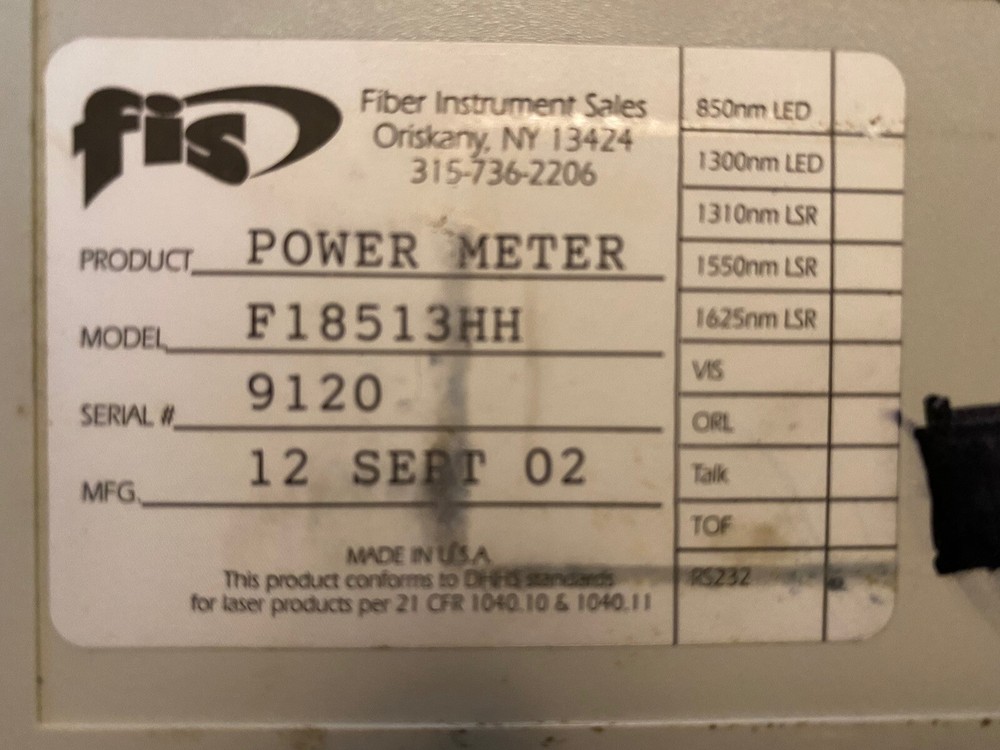 fis
Fiber Instrument Sales
Oriskany, NY 13424
315-736-2206
PRODUCT POWER METER
MODEL F18513HH
SERIAL # 9120
MFG. 12 SEPT 02
MADE IN U.S.A.
This product conforms to DHHS standards
for laser products per 21 CFR 1040.10 & 1040.11
850nm LED
1300nm LED
1310nm LSR
1550nm LSR
1625nm LSR
VIS
ORL
Talk
TOF
RS232